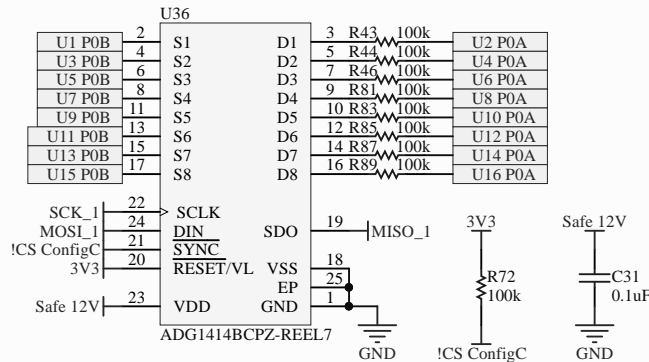 U36
U1 P0B 2 S1 D1 3 R43 100k U2 P0A
U3 P0B 4 S2 D2 5 R44 100k U4 P0A
U5 P0B 6 S3 D3 7 R46 100k U6 P0A
U7 P0B 8 S4 D4 9 R81 100k U8 P0A
U9 P0B 11 S5 D5 10 R83 100k U10 P0A
U11 P0B 13 S6 D6 12 R85 100k U12 P0A
U13 P0B 15 S7 D7 14 R87 100k U14 P0A
U15 P0B 17 S8 D8 16 R89 100k U16 P0A
SCK_1 22 SCLK
MOSI_1 24 DIN SDO 19 MISO_1
!CS ConfigC 21 SYNC
3V3 20 RESET/VL VSS 18
EP 25
Safe 12V 23 VDD GND 1
ADG1414BCPZ-REEL7
GND
3V3
R72
100k
!CS ConfigC
Safe 12V
C31
0.1uF
GND